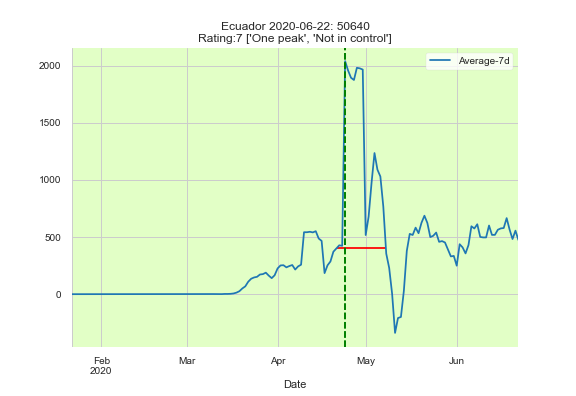 Ecuador 2020-06-22: 50640
Rating:7 ['One peak', 'Not in control']
Average-7d
2000
1500
1000
500
0
Feb
2020
Mar
Apr
May
Jun
Date